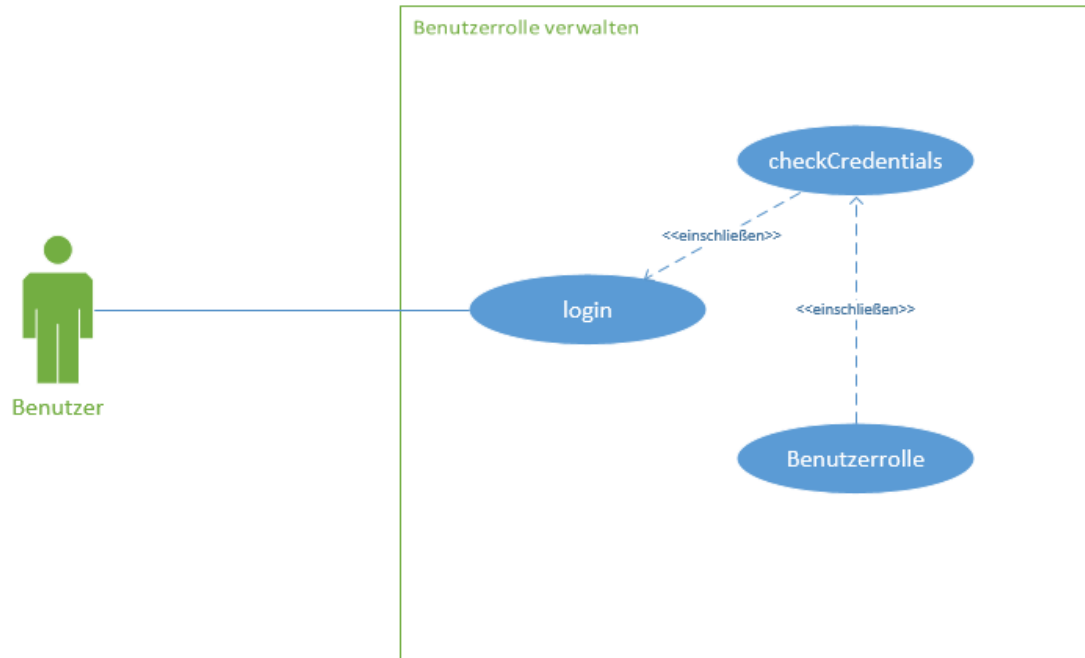 Benutzerrolle verwalten
checkCredentials
<<einschließen>>
login
<<einschließen>>
Benutzer
Benutzerrolle